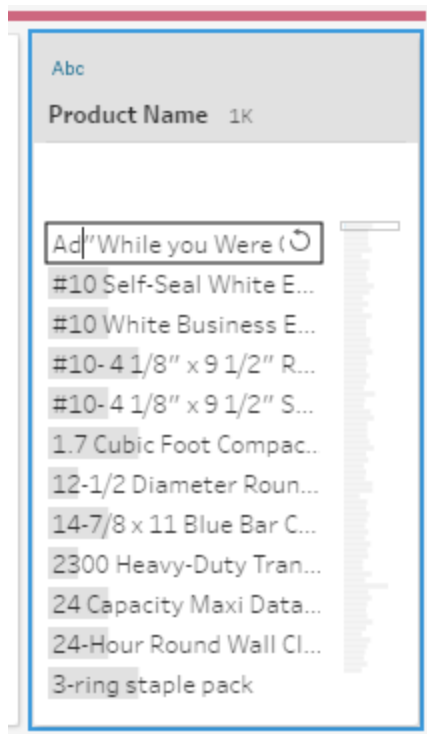 Abc
Product Name 1K
Ad"While you Were (
#10 Self-Seal White E...
#10 White Business E...
#10- 4 1/8" x 9 1/2" R...
#10- 4 1/8" x 9 1/2" S...
1.7 Cubic Foot Compac..
12-1/2 Diameter Roun...
14-7/8 x 11 Blue Bar C...
2300 Heavy-Duty Tran...
24 Capacity Maxi Data...
24-Hour Round Wall Cl...
3-ring staple pack